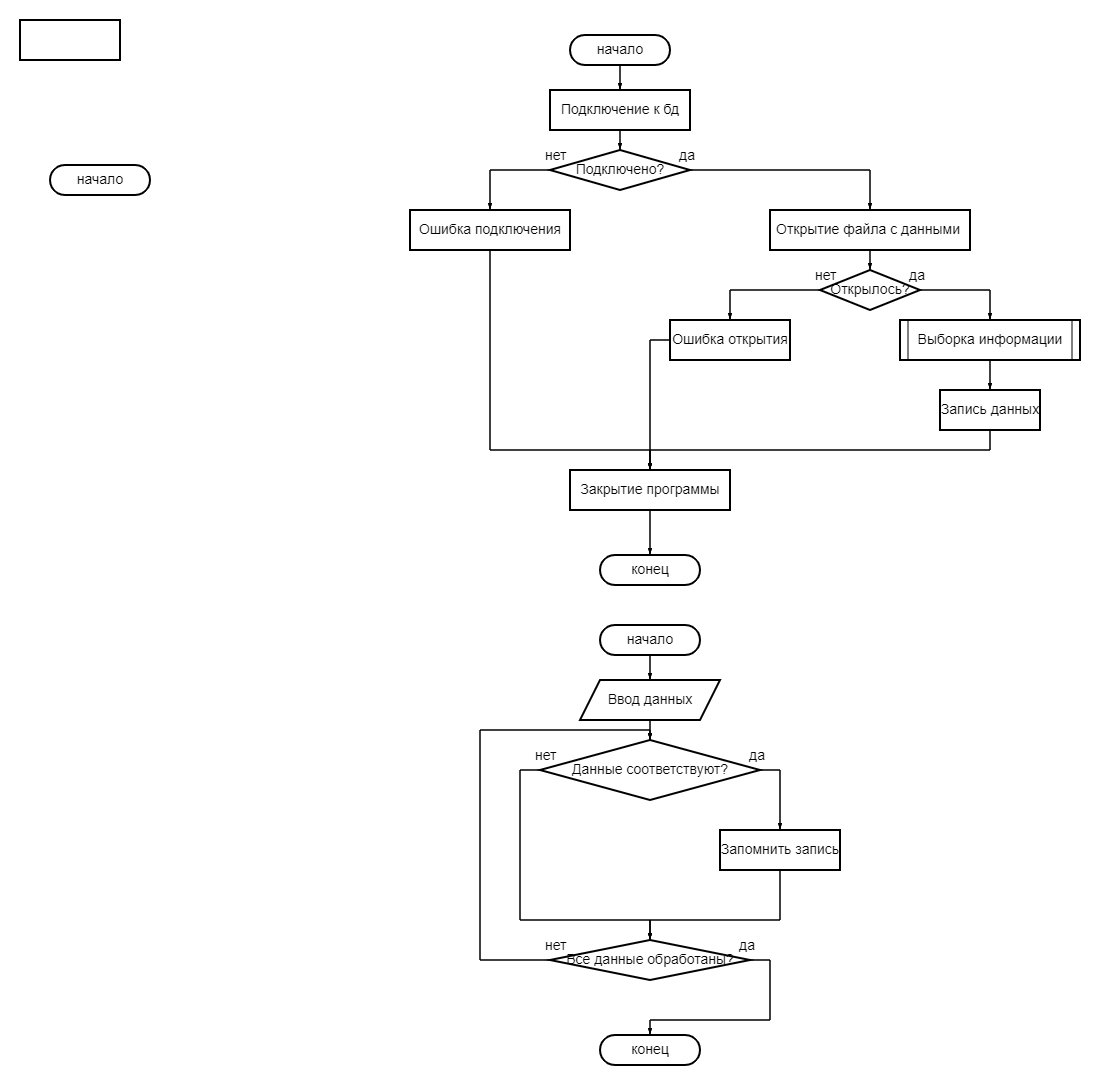 начало
Подключение к бд
нет
да
Подключено?
начало
Ошибка подключения
Открытие файла с данными
нет
да
Открылось?
Ошибка открытия
Выборка информации
Запись данных
Закрытие программы
конец
начало
Ввод данных
нет
да
Данные соответствуют?
Запомнить запись
нет
да
Все данные обработаны?
конец